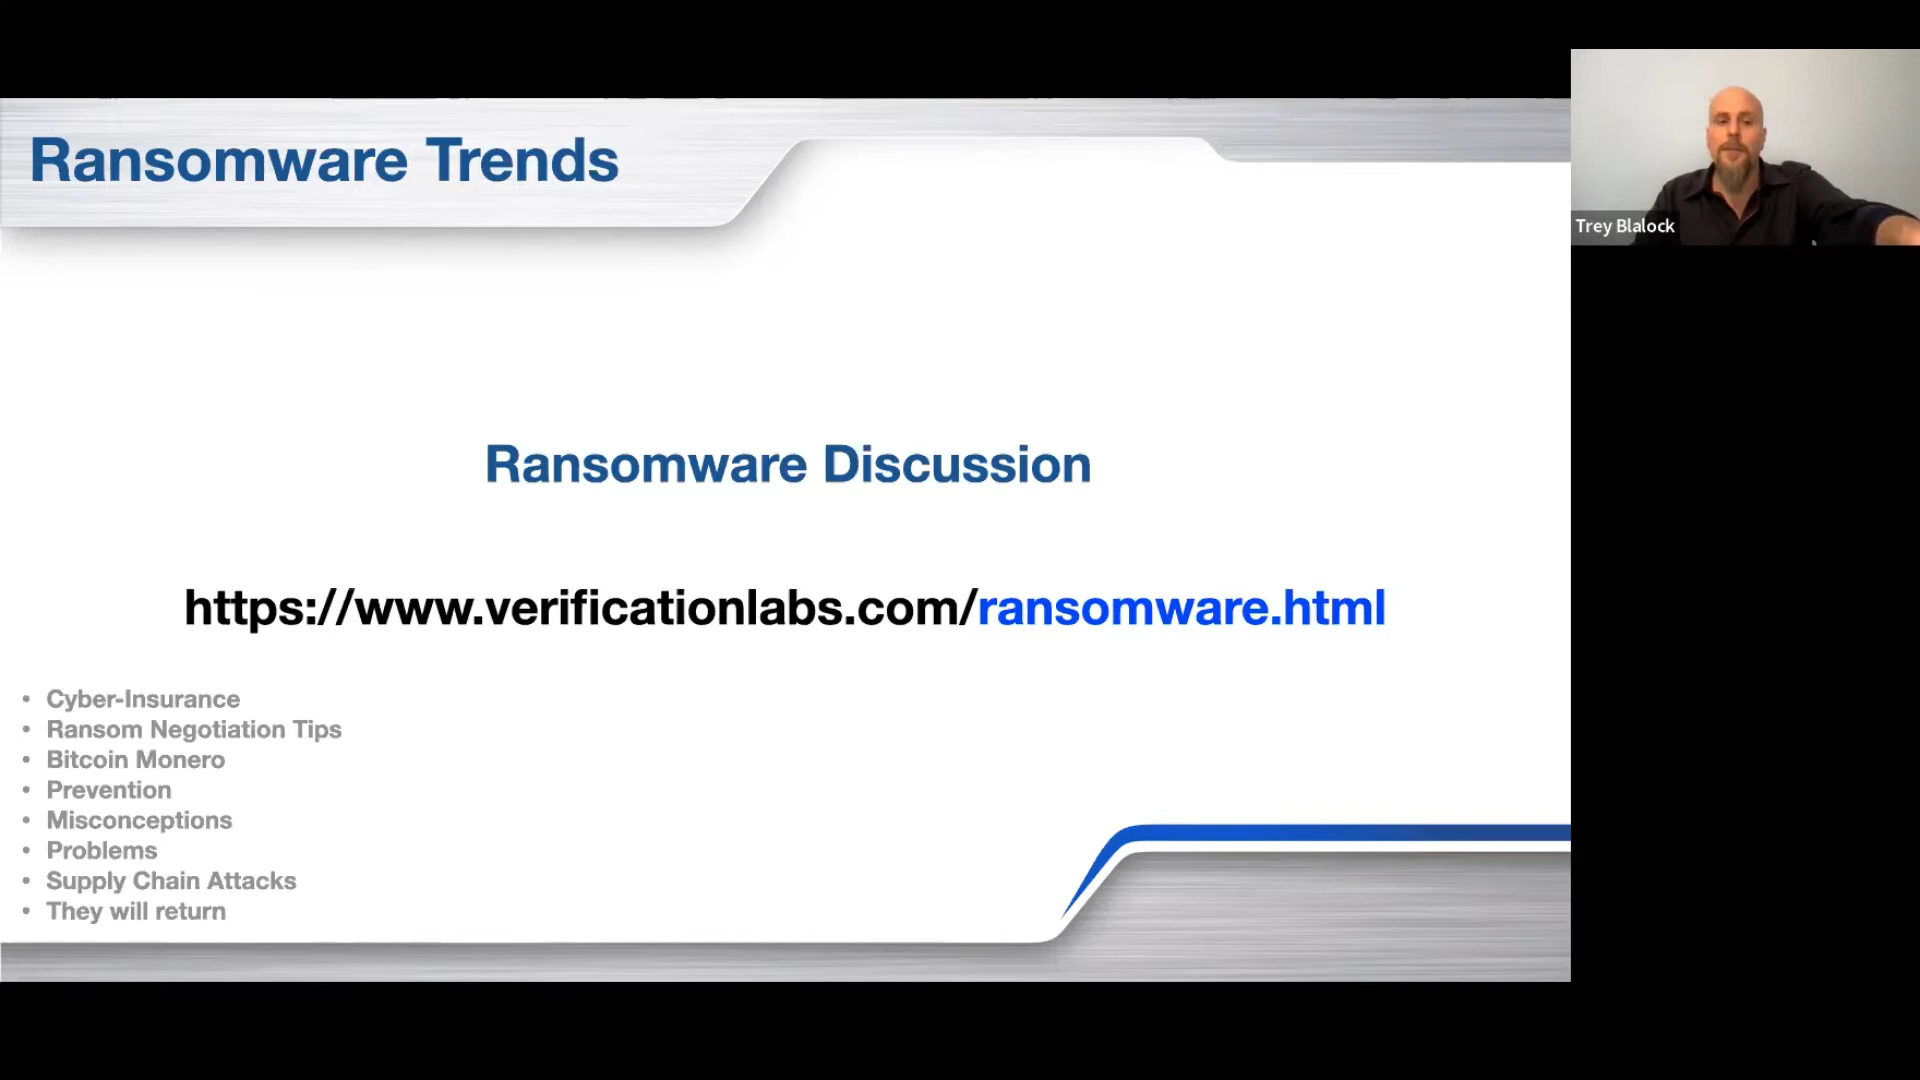 Ransomware Trends
Trey Blalock
Ransomware Discussion
https://www.verificationlabs.com/ransomware.html
• Cyber-Insurance
• Ransom Negotiation Tips
• Bitcoin Monero
• Prevention
• Misconceptions
• Problems
• Supply Chain Attacks
• They will return